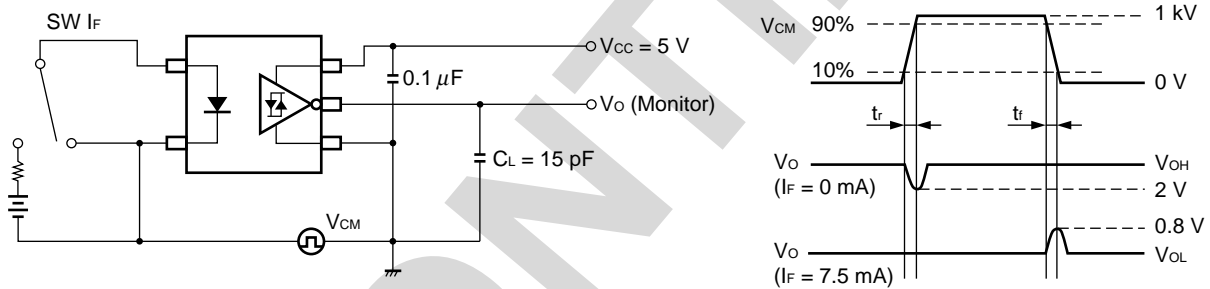 SW IF
VCC = 5 V
0.1 μF
VO (Monitor)
CL = 15 pF
VCM
VCM 90%
10%
1 kV
0 V
tr
tf
VO
(IF = 0 mA)
VOH
2 V
0.8 V
VO
(IF = 7.5 mA)
VOL